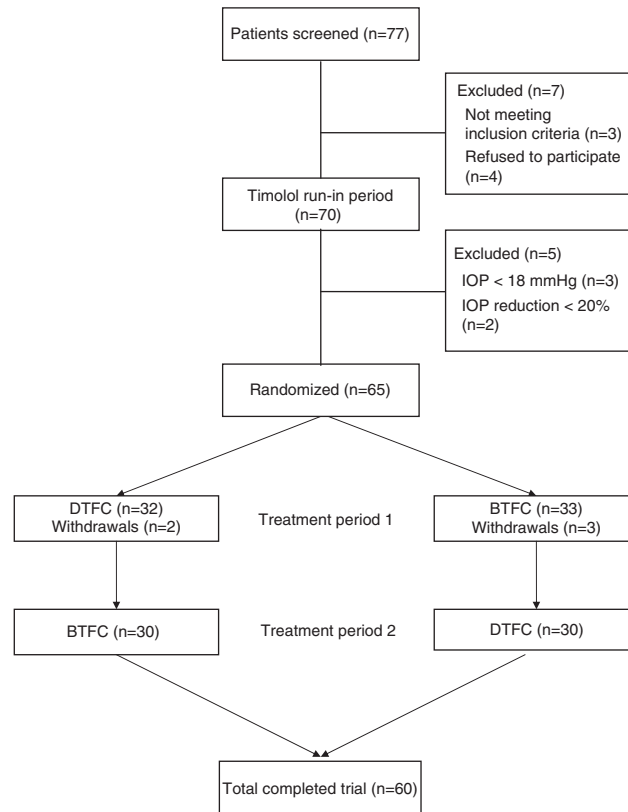 Patients screened (n=77)
Excluded (n=7)
Not meeting
inclusion criteria (n=3)
Refused to participate
(n=4)
Timolol run-in period
(n=70)
Excluded (n=5)
IOP < 18 mmHg (n=3)
IOP reduction < 20%
(n=2)
Randomized (n=65)
DTFC (n=32)
Withdrawals (n=2)
Treatment period 1
BTFC (n=33)
Withdrawals (n=3)
BTFC (n=30)
Treatment period 2
DTFC (n=30)
Total completed trial (n=60)